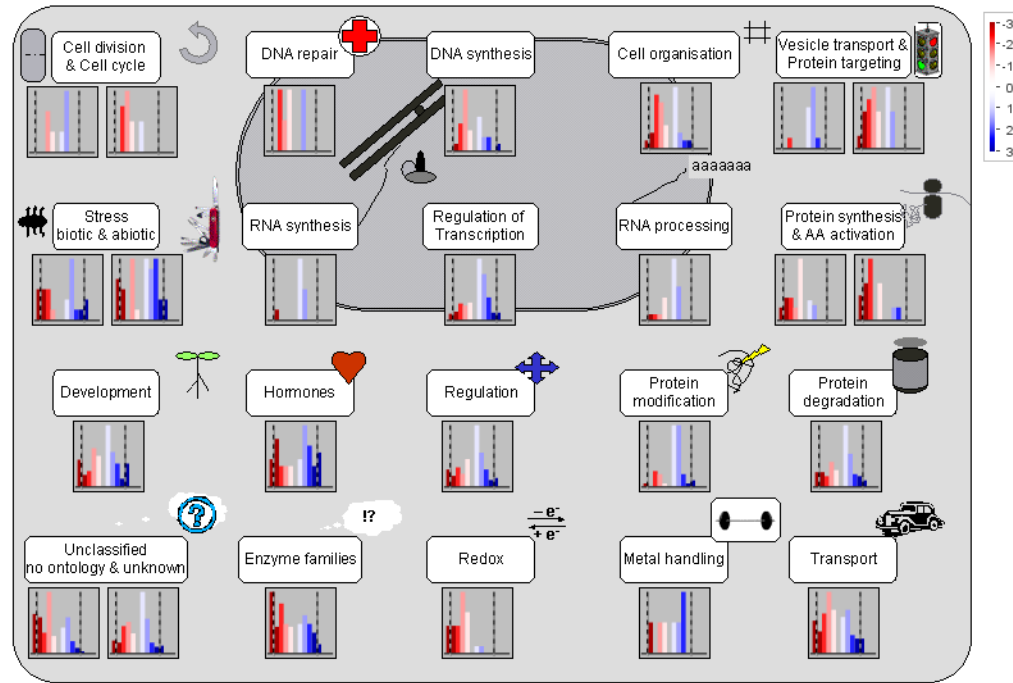 Cell division
& Cell cycle
DNA repair
DNA synthesis
Cell organisation
Vesicle transport &
Protein targeting
-3
-2
-1
0
1
2
3
aaaaaaa
Stress
biotic & abiotic
RNA synthesis
Regulation of
Transcription
RNA processing
Protein synthesis
& AA activation
Development
Hormones
Regulation
Protein
modification
Protein
degradation
?
!?
– e-
+ e-
Unclassified
no ontology & unknown
Enzyme families
Redox
Metal handling
Transport